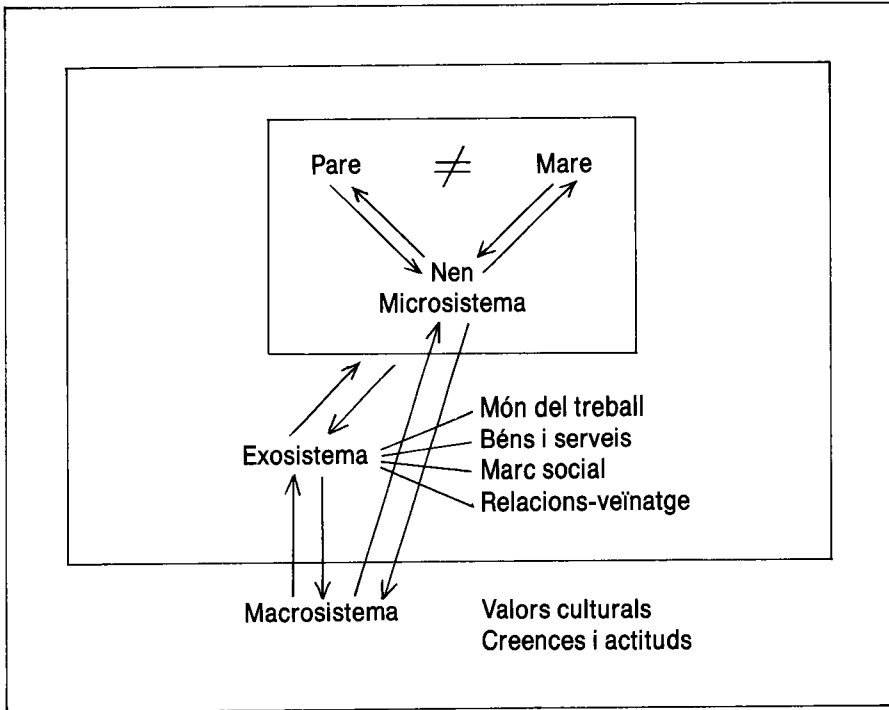 Pare ≠ Mare
Nen
Microsistema
Exosistema
Món del treball
Béns i serveis
Marc social
Relacions-veïnatge
Macrosistema
Valors culturals
Creences i actituds